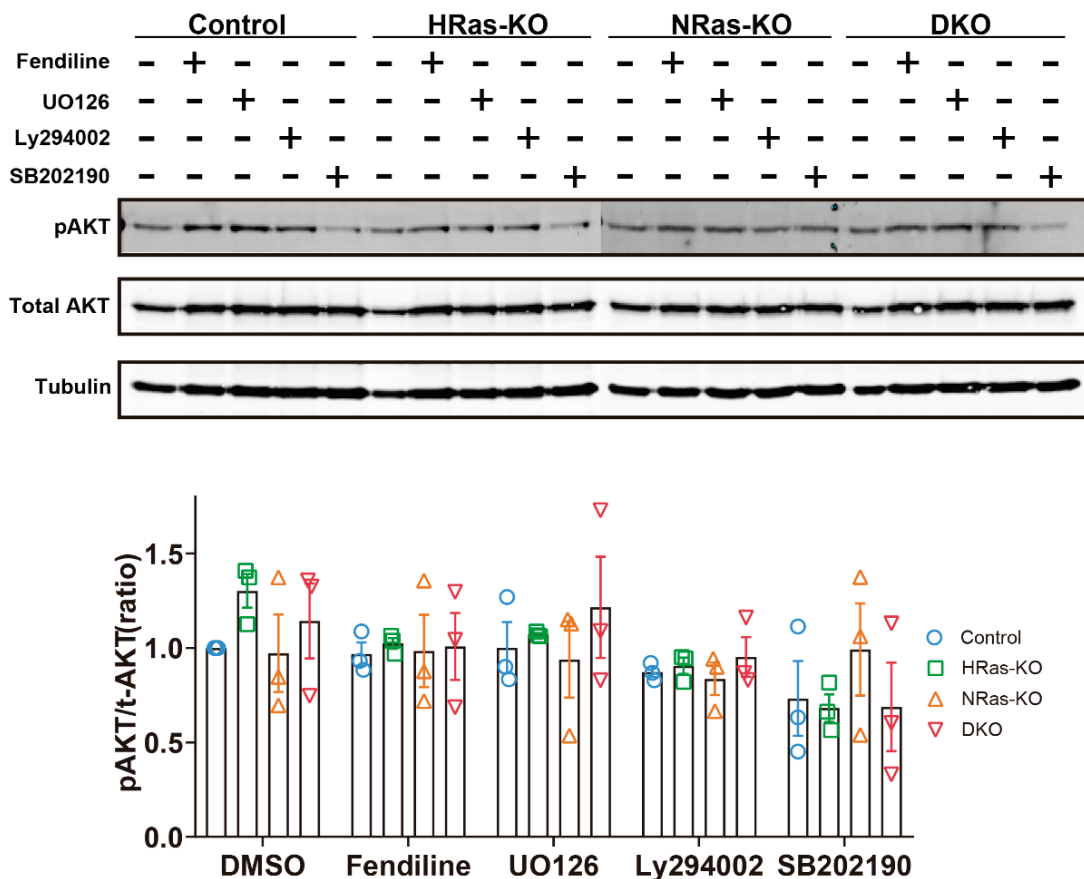 Control HRas-KO NRas-KO DKO
Fendiline - + - - - - + - - - - + - - - - + - - -
UO126 - - + - - - - + - - - - + - - - - + - -
Ly294002 - - - + - - - - + - - - - + - - - - + -
SB202190 - - - - + - - - - + - - - - + - - - - +
pAKT
Total AKT
Tubulin
pAKT/t-AKT(ratio)
1.5
1.0
0.5
0.0
DMSO Fendiline UO126 Ly294002 SB202190
Control
HRas-KO
NRas-KO
DKO